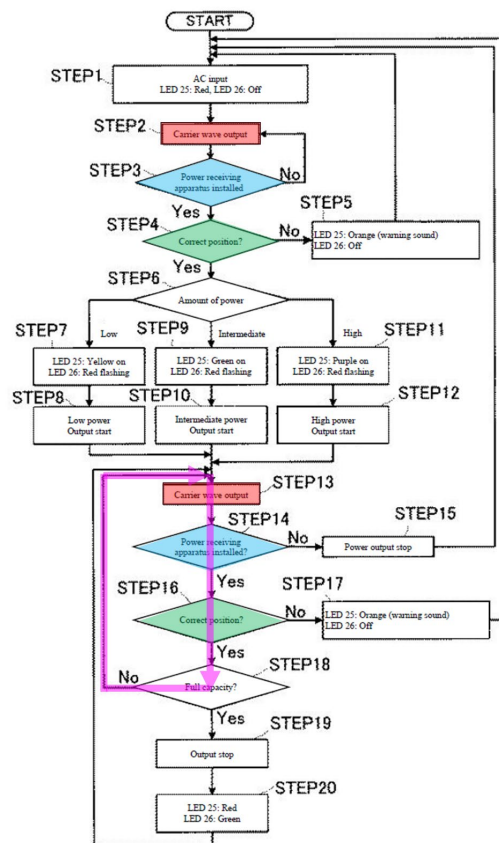 START
STEP1
AC input
LED 25: Red, LED 26: Off
STEP2
Carrier wave output
STEP3
Power receiving
apparatus installed
No
Yes
STEP4
Correct position?
No
STEP5
LED 25: Orange (warning sound)
LED 26: Off
Yes
STEP6
Amount of power
Low
Intermediate
High
STEP7
LED 25: Yellow on
LED 26: Red flashing
STEP9
LED 25: Green on
LED 26: Red flashing
STEP11
LED 25: Purple on
LED 26: Red flashing
STEP8
Low power
Output start
STEP10
Intermediate power
Output start
STEP12
High power
Output start
STEP13
Carrier wave output
STEP14
Power receiving
apparatus installed?
No
STEP15
Power output stop
Yes
STEP16
Correct position?
No
STEP17
LED 25: Orange (warning sound)
LED 26: Off
Yes
STEP18
Full capacity?
No
Yes
STEP19
Output stop
STEP20
LED 25: Red
LED 26: Green